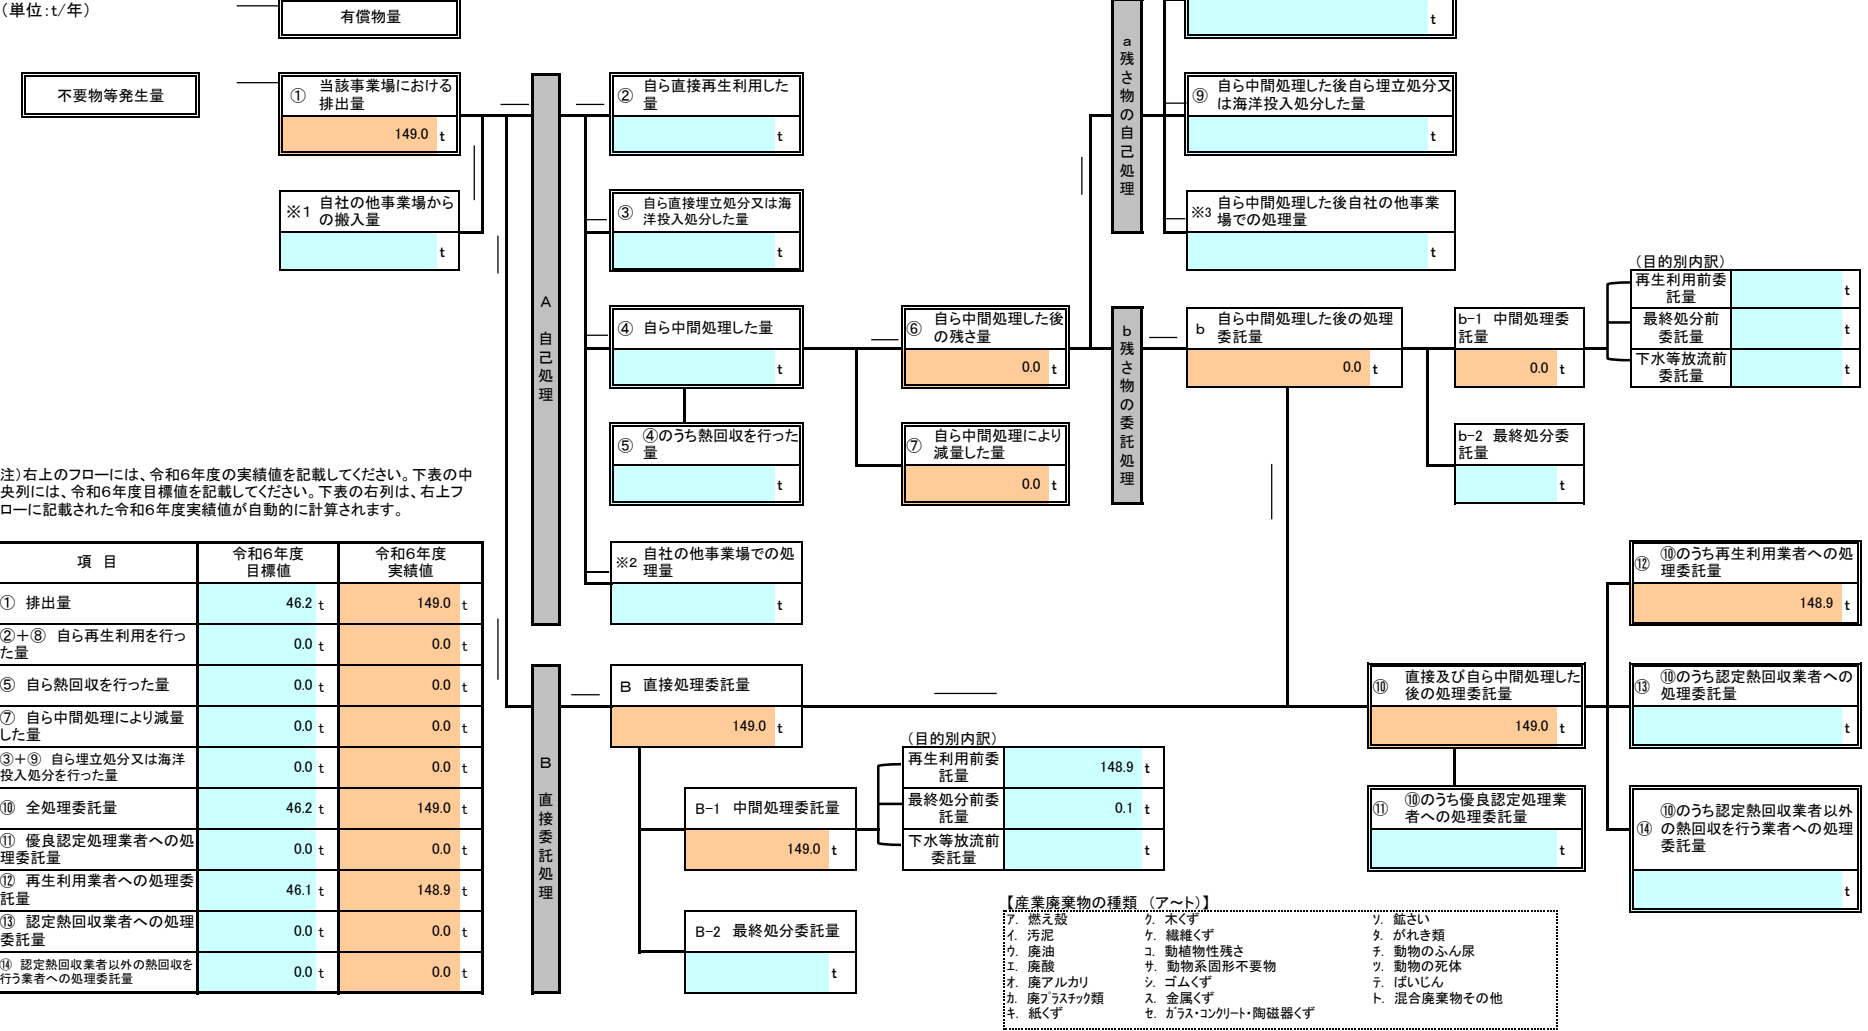 (単位:t/年)
有償物量
不要物等発生量
① 当該事業場における
排出量
149.0 t
※1 自社の他事業場から
の搬入量
t
A 自己処理
② 自ら直接再生利用した
量
t
③ 自ら直接埋立処分又は海
洋投入処分した量
t
④ 自ら中間処理した量
t
⑤ ④のうち熱回収を行った
量
t
※2 自社の他事業場での処
理量
t
⑥ 自ら中間処理した後
の残さ量
0.0 t
⑦ 自ら中間処理により
減量した量
0.0 t
a 残さ物の自己処理
t
⑨ 自ら中間処理した後自ら埋立処分又
は海洋投入処分した量
t
※3 自ら中間処理した後自社の他事業
場での処理量
t
b 残さ物の委託処理
b 自ら中間処理した後の処理
委託量
0.0 t
b-1 中間処理委
託量
0.0 t
b-2 最終処分委
託量
t
(目的別内訳)
再生利用前委
託量
t
最終処分前
委託量
t
下水等放流前
委託量
t
注)右上のフローには、令和6年度の実績値を記載してください。下表の中
央列には、令和6年度目標値を記載してください。下表の右列は、右上フ
ローに記載された令和6年度実績値が自動的に計算されます。
項 目 令和6年度
目標値 令和6年度
実績値
① 排出量 46.2 t 149.0 t
②+⑧ 自ら再生利用を行っ
た量 0.0 t 0.0 t
⑤ 自ら熱回収を行った量 0.0 t 0.0 t
⑦ 自ら中間処理により減量
した量 0.0 t 0.0 t
③+⑨ 自ら埋立処分又は海洋
投入処分を行った量 0.0 t 0.0 t
⑩ 全処理委託量 46.2 t 149.0 t
⑪ 優良認定処理業者への処
理委託量 0.0 t 0.0 t
⑫ 再生利用業者への処理委
託量 46.1 t 148.9 t
⑬ 認定熱回収業者への処理
委託量 0.0 t 0.0 t
⑭ 認定熱回収業者以外の熱回収を
行う業者への処理委託量 0.0 t 0.0 t
B 直接委託処理
B 直接処理委託量
149.0 t
B-1 中間処理委託量
149.0 t
B-2 最終処分委託量
t
(目的別内訳)
再生利用前委
託量
148.9 t
最終処分前委
託量
0.1 t
下水等放流前
委託量
t
⑩ 直接及び自ら中間処理した
後の処理委託量
149.0 t
⑪ ⑩のうち優良認定処理業
者への処理委託量
t
⑫ ⑩のうち再生利用業者への処
理委託量
148.9 t
⑬ ⑩のうち認定熱回収業者への
処理委託量
t
⑭ ⑩のうち認定熱回収業者以外
の熱回収を行う業者への処理
委託量
t
【産業廃棄物の種類 (ア~ト)】
ア. 燃え殻
イ. 汚泥
ウ. 廃油
エ. 廃酸
オ. 廃アルカリ
カ. 廃プラスチック類
キ. 紙くず
ク. 木くず
ケ. 繊維くず
コ. 動植物性残さ
サ. 動物系固形不要物
シ. ゴムくず
ス. 金属くず
セ. ガラス・コンクリート・陶磁器くず
ソ. 鉱さい
タ. がれき類
チ. 動物のふん尿
ツ. 動物の死体
テ. ばいじん
ト. 混合廃棄物その他